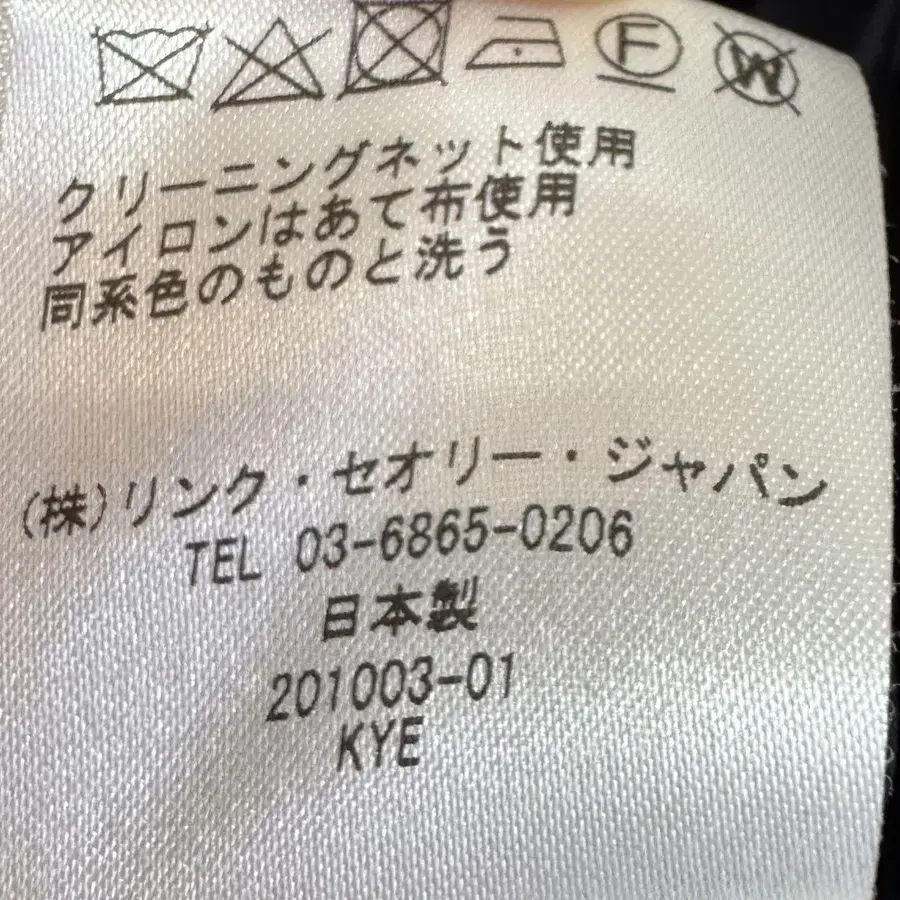 F W
クリーニングネット使用
アイロンはあて布使用
同系色のものと洗う
(株)リンク・セオリー・ジャパン
TEL 03-6865-0206
日本製
201003-01
KYE